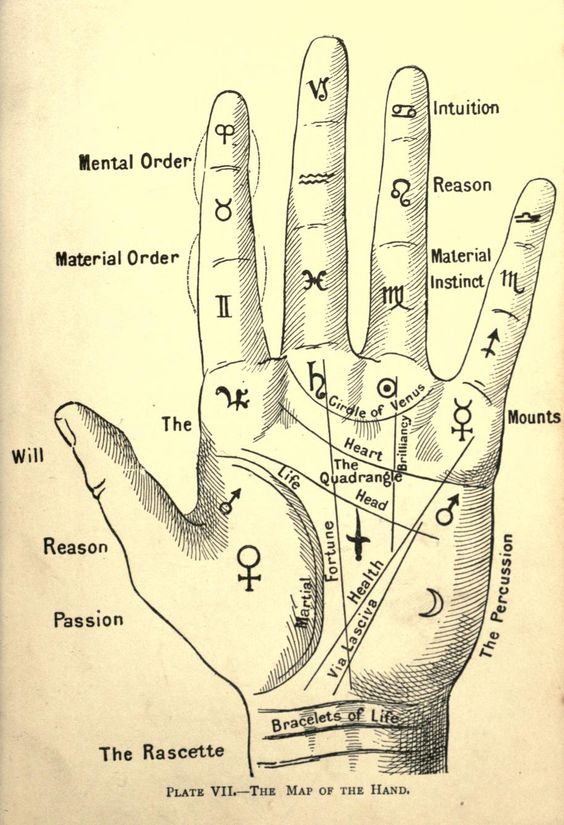 Intuition
Mental Order
Reason
Material Order
Material
Instinct
Girdle of Venus
The
Mounts
Will
Heart
Brilliancy
The
Quadrangle
Life
Head
Fortune
Reason
Martial
Health
The Percussion
Passion
Via Lasciva
Bracelets of Life
The Rascette
PLATE VII.—THE MAP OF THE HAND.